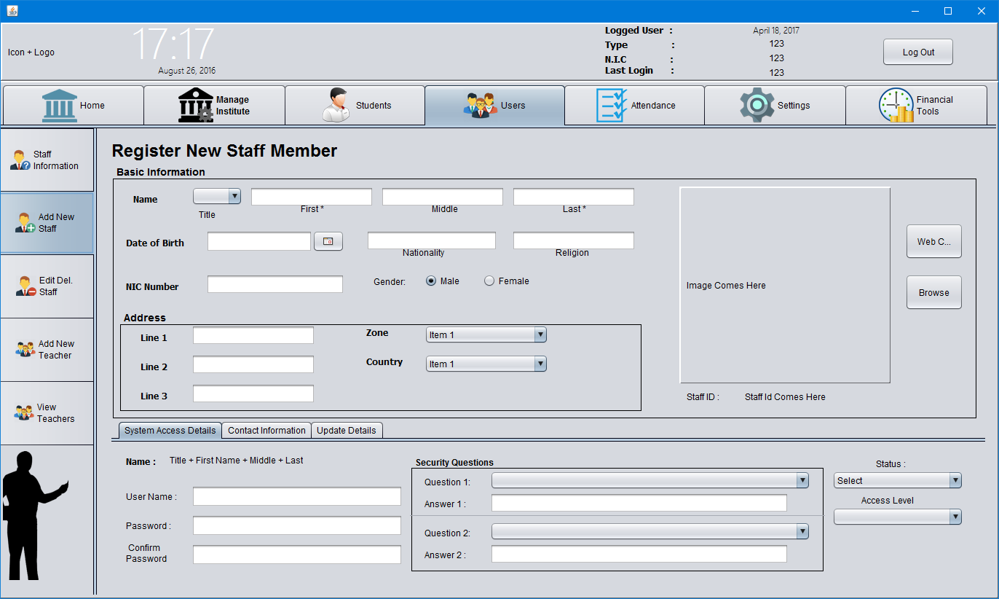 Icon + Logo
17:17
August 26, 2016
Logged User : April 18, 2017
Type : 123
N.I.C : 123
Last Login : 123
Log Out
Home
Manage
Institute
Students
Users
Attendance
Settings
Financial
Tools
Staff
Information
Add New
Staff
Edit Del.
Staff
Add New
Teacher
View
Teachers
Register New Staff Member
Basic Information
Name
Title
First *
Middle
Last *
Date of Birth
Nationality
Religion
NIC Number
Gender: Male Female
Address
Line 1
Zone Item 1
Line 2
Country Item 1
Line 3
Image Comes Here
Web C...
Browse
Staff ID : Staff Id Comes Here
System Access Details
Contact Information
Update Details
Name : Title + First Name + Middle + Last
User Name :
Password :
Confirm
Password
Security Questions
Question 1:
Answer 1 :
Question 2:
Answer 2 :
Status :
Select
Access Level